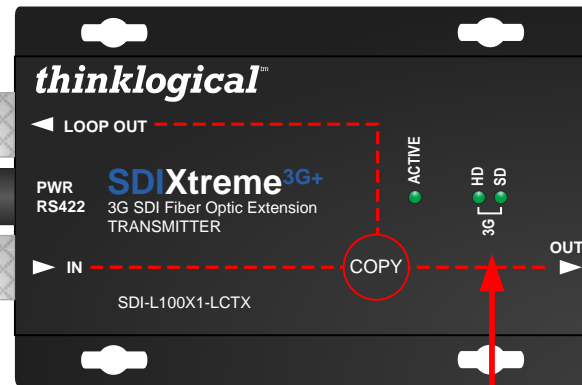 thinklogical™
LOOP OUT
PWR
RS422
SDIXtreme3G+
3G SDI Fiber Optic Extension
TRANSMITTER
ACTIVE
HD
SD
3G
IN
COPY
OUT
SDI-L100X1-LCTX